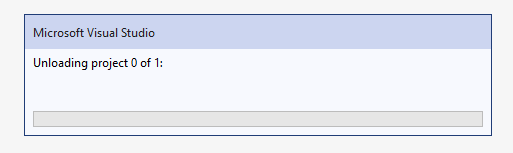 Microsoft Visual Studio
Unloading project 0 of 1: